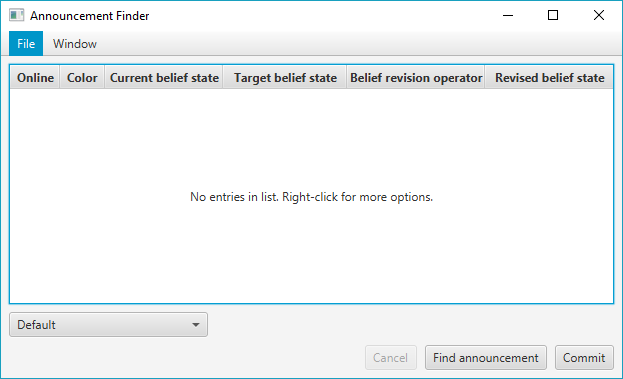 Announcement Finder
File Window
Online Color Current belief state Target belief state Belief revision operator Revised belief state
No entries in list. Right-click for more options.
Default
Cancel Find announcement Commit